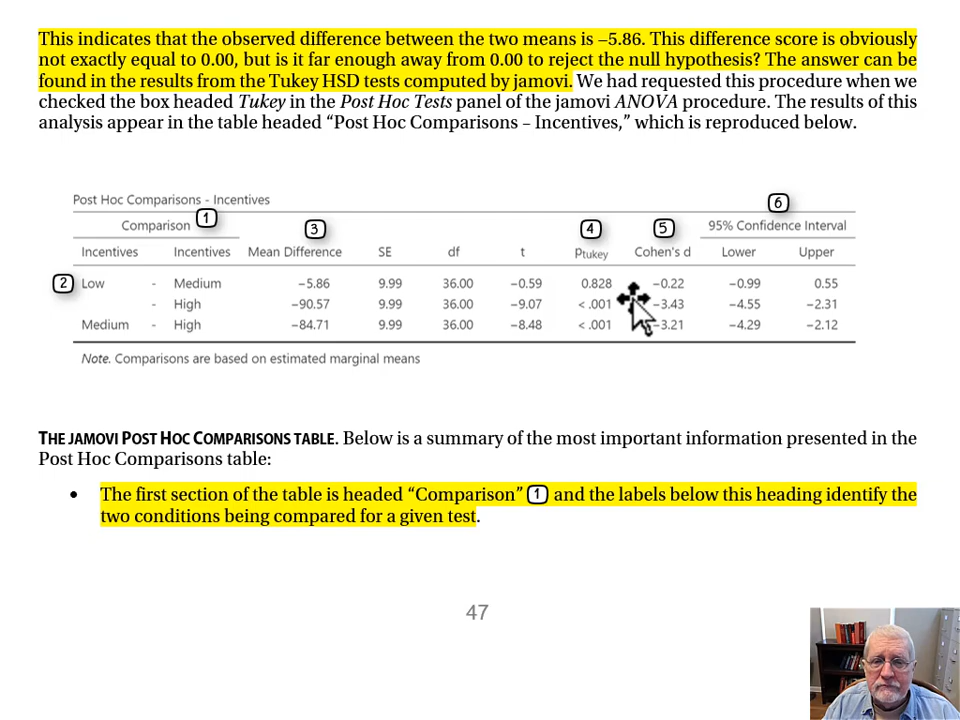 This indicates that the observed difference between the two means is −5.86. This difference score is obviously
not exactly equal to 0.00, but is it far enough away from 0.00 to reject the null hypothesis? The answer can be
found in the results from the Tukey HSD tests computed by jamovi. We had requested this procedure when we
checked the box headed Tukey in the Post Hoc Tests panel of the jamovi ANOVA procedure. The results of this
analysis appear in the table headed “Post Hoc Comparisons – Incentives,” which is reproduced below.
Post Hoc Comparisons - Incentives
Comparison 1 3 4 5 6 95% Confidence Interval
Incentives Incentives Mean Difference SE df t ptukey Cohen's d Lower Upper
2 Low - Medium −5.86 9.99 36.00 −0.59 0.828 −0.22 −0.99 0.55
- High −90.57 9.99 36.00 −9.07 < .001 −3.43 −4.55 −2.31
Medium - High −84.71 9.99 36.00 −8.48 < .001 −3.21 −4.29 −2.12
Note. Comparisons are based on estimated marginal means
THE JAMOVI POST HOC COMPARISONS TABLE. Below is a summary of the most important information presented in the
Post Hoc Comparisons table:
• The first section of the table is headed “Comparison” 1 and the labels below this heading identify the
two conditions being compared for a given test.
47